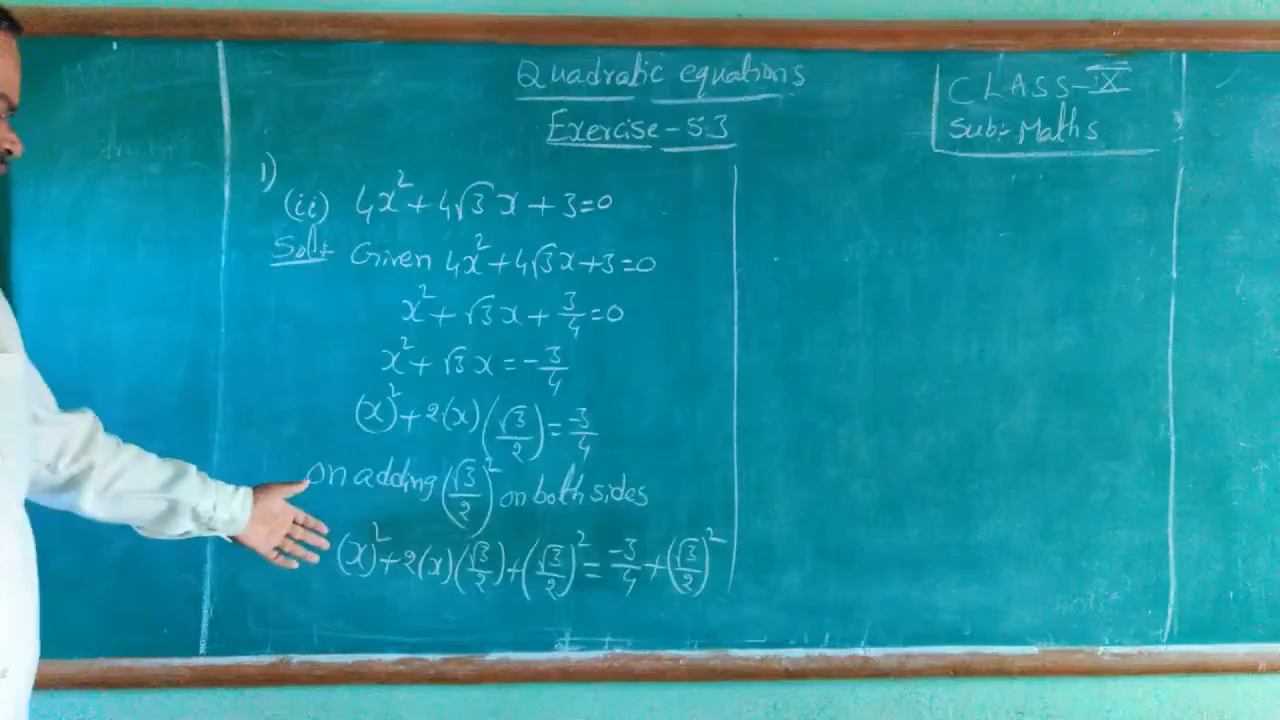 Quadratic equations
Exercise - 5.3
CLASS - IX
Sub:- Maths
1)
(ii) 4x² + 4√3 x + 3 = 0
Sol:- Given 4x² + 4√3x + 3 = 0
x² + √3x + 3/4 = 0
x² + √3 x = -3/4
(x)² + 2(x)(√3/2) = -3/4
on adding (√3/2)² on both sides
(x)² + 2(x)(√3/2) + (√3/2)² = -3/4 + (√3/2)²